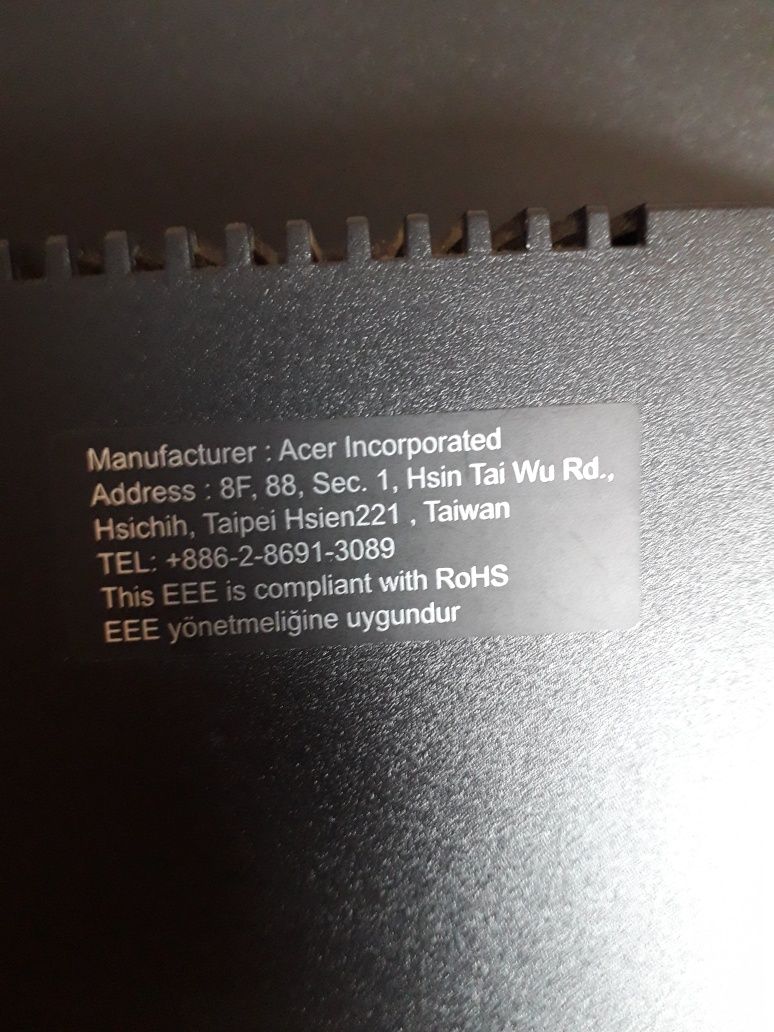 Manufacturer : Acer Incorporated
Address : 8F, 88, Sec. 1, Hsin Tai Wu Rd.,
Hsichih, Taipei Hsien221 , Taiwan
TEL: +886-2-8691-3089
This EEE is compliant with RoHS
EEE yönetmeliğine uygundur